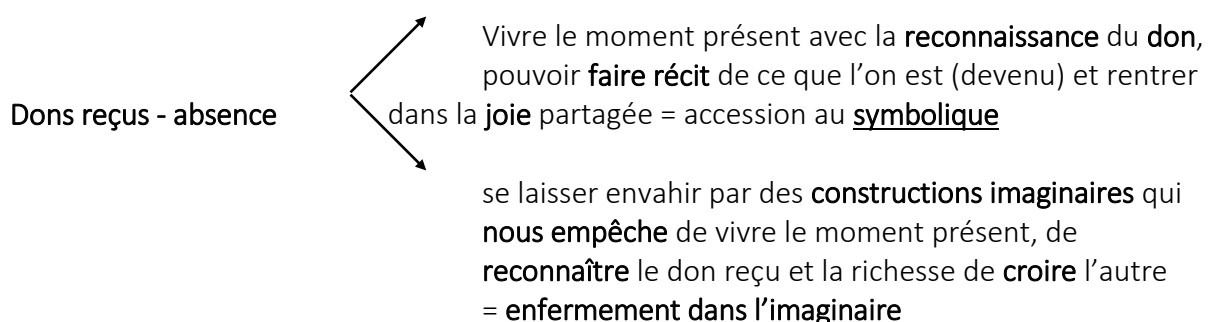 Vivre le moment présent avec la reconnaissance du don,
pouvoir faire récit de ce que l’on est (devenu) et rentrer
Dons reçus - absence
dans la joie partagée = accession au symbolique
se laisser envahir par des constructions imaginaires qui
nous empêche de vivre le moment présent, de
reconnaître le don reçu et la richesse de croire l’autre
= enfermement dans l’imaginaire